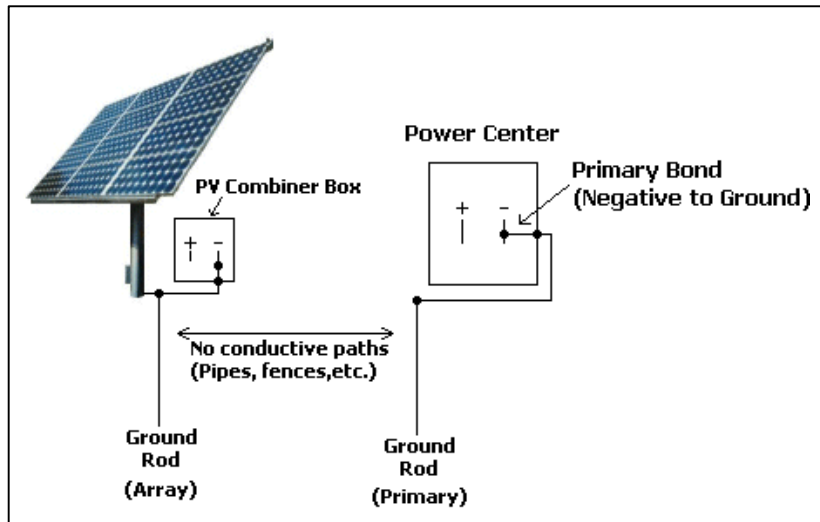 Power Center
PV Combiner Box
+ -
+ -
Primary Bond
(Negative to Ground)
No conductive paths
(Pipes, fences,etc.)
Ground
Rod
(Array)
Ground
Rod
(Primary)